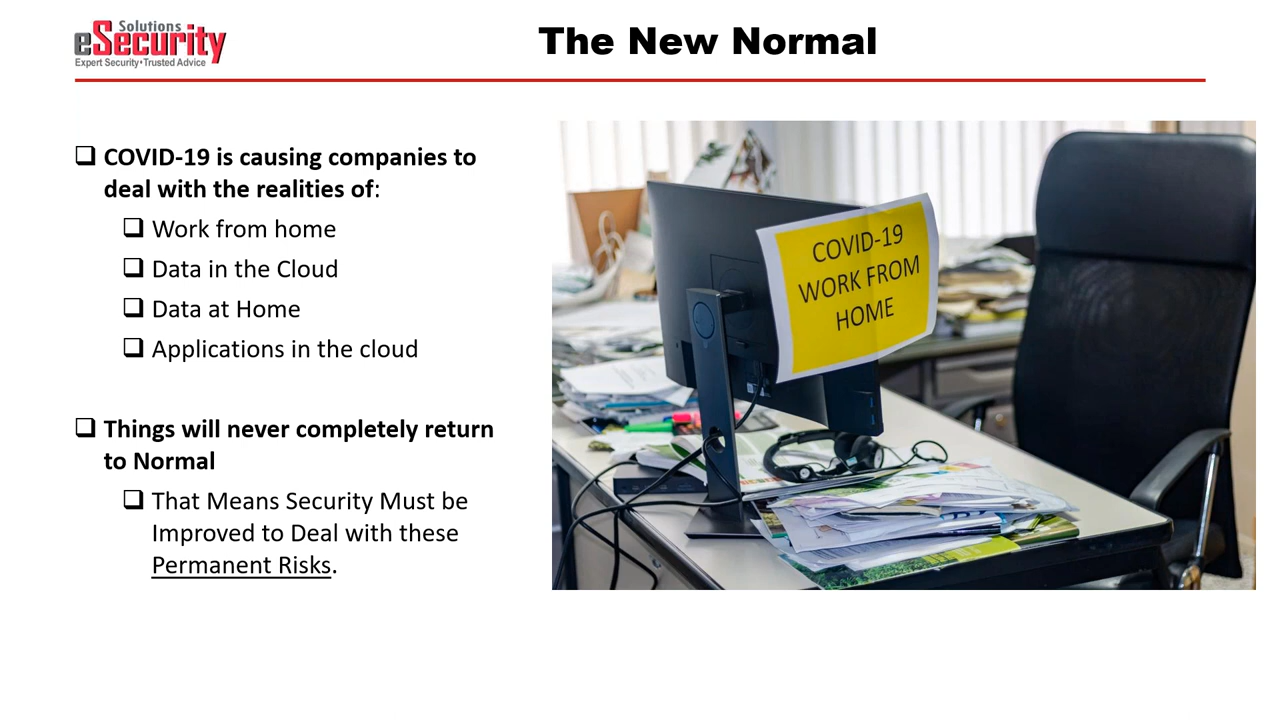 Solutions
eSecurity
Expert Security•Trusted Advice
The New Normal
❑ COVID-19 is causing companies to
deal with the realities of:
❑ Work from home
❑ Data in the Cloud
❑ Data at Home
❑ Applications in the cloud
❑ Things will never completely return
to Normal
❑ That Means Security Must be
Improved to Deal with these
Permanent Risks.
COVID-19
WORK FROM
HOME